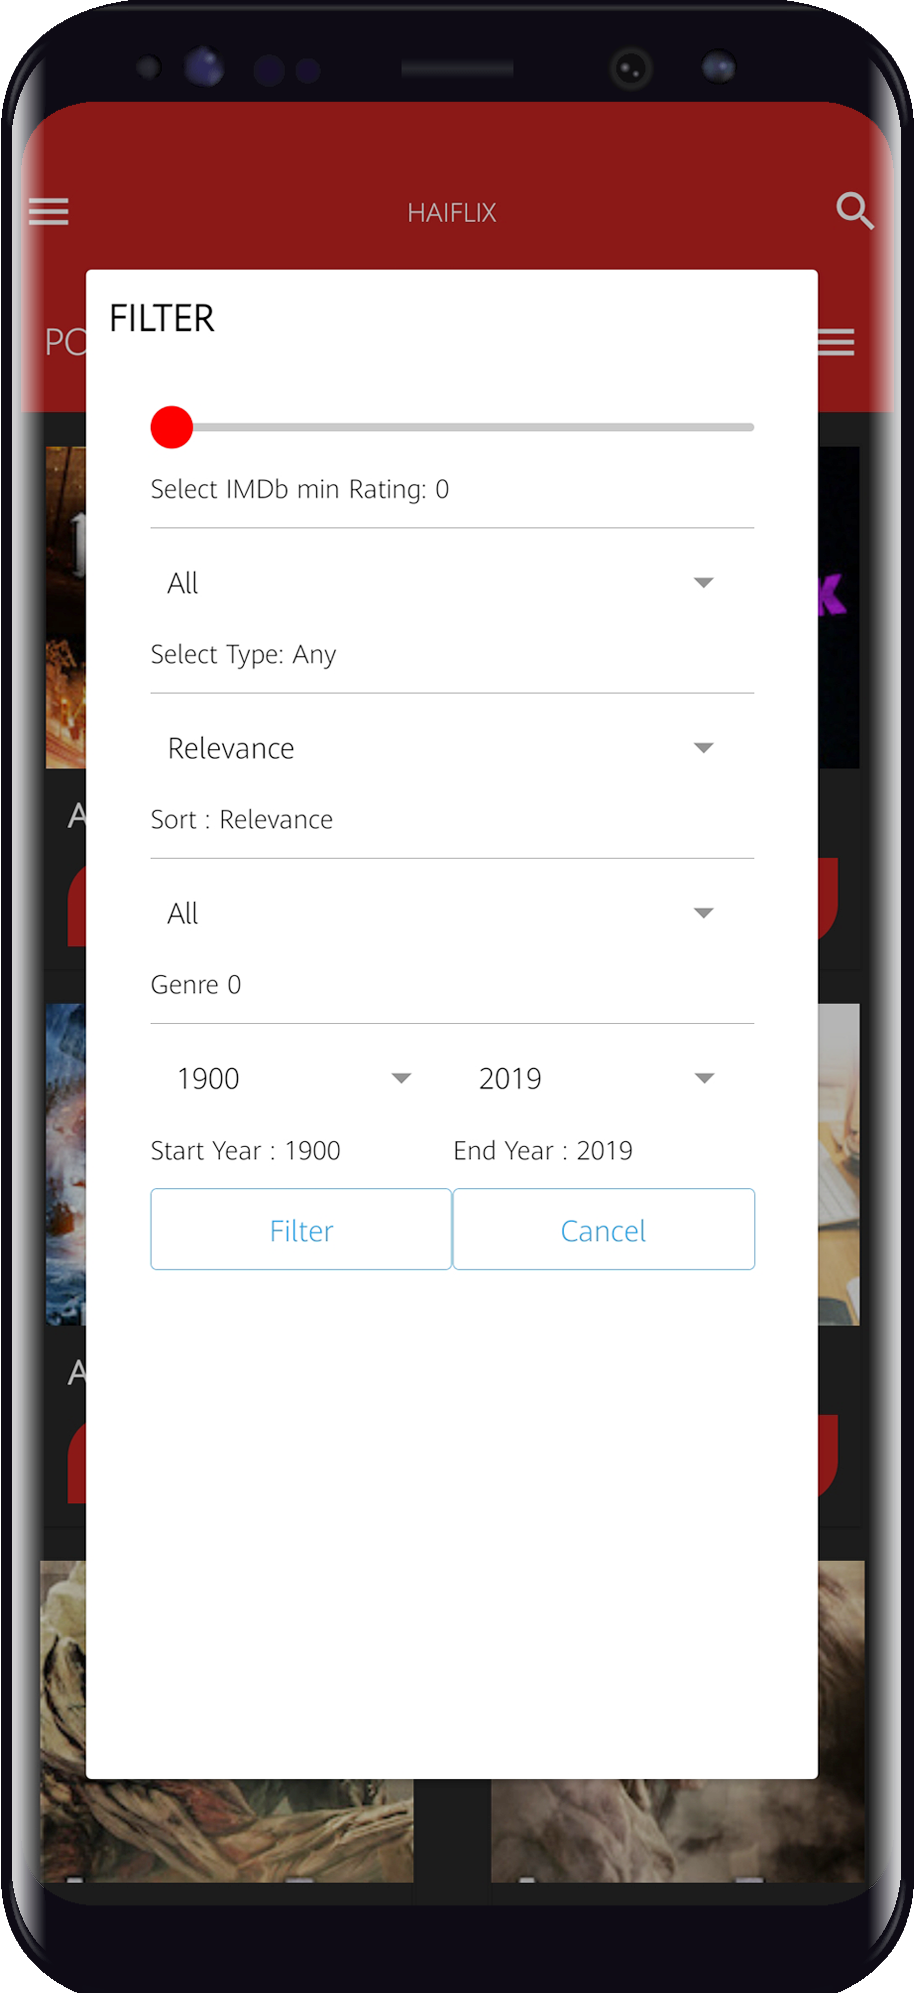 HAIFLIX
PO
FILTER
Select IMDb min Rating: 0
All
Select Type: Any
Relevance
Sort : Relevance
All
Genre 0
1900 2019
Start Year : 1900 End Year : 2019
Filter Cancel
A
A